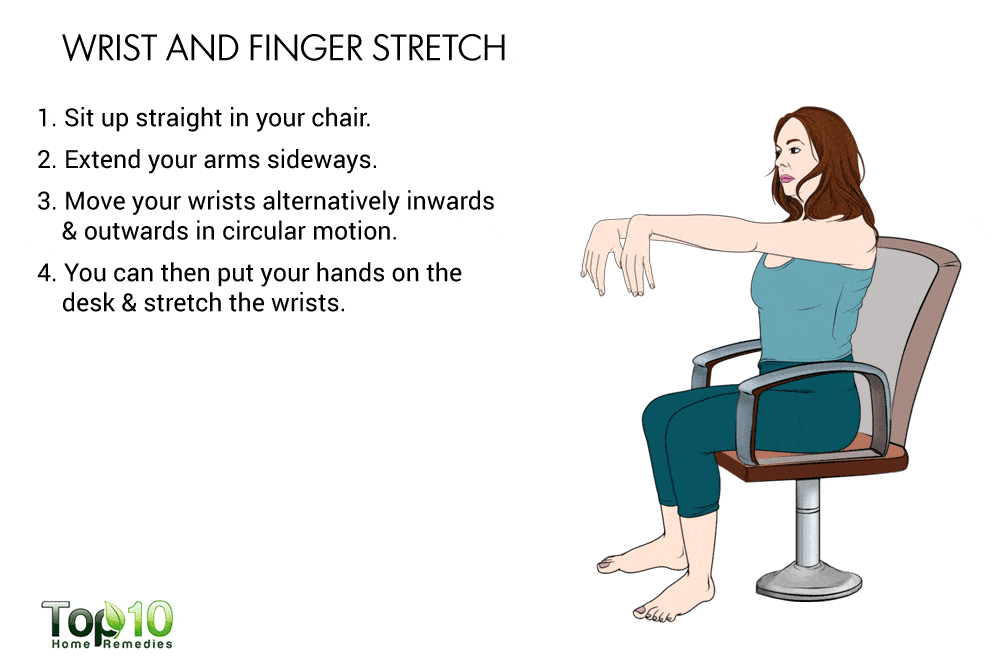 WRIST AND FINGER STRETCH
1. Sit up straight in your chair.
2. Extend your arms sideways.
3. Move your wrists alternatively inwards
& outwards in circular motion.
4. You can then put your hands on the
desk & stretch the wrists.
Top10
Home Remedies